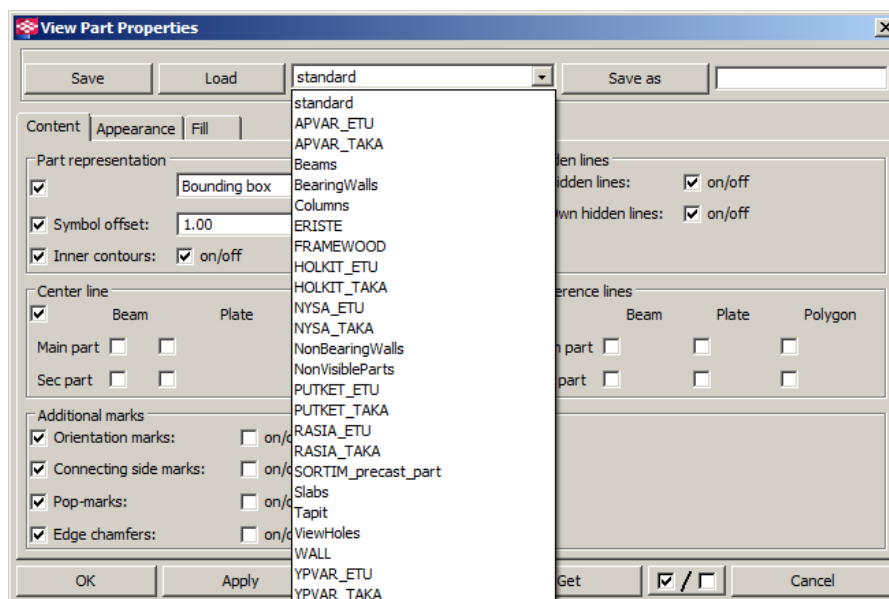 View Part Properties
Save Load standard Save as
standard
APVAR_ETU
APVAR_TAKA
Beams
BearingWalls
Columns
ERISTE
FRAMEWOOD
HOLKIT_ETU
HOLKIT_TAKA
NYSA_ETU
NYSA_TAKA
NonBearingWalls
NonVisibleParts
PUTKET_ETU
PUTKET_TAKA
RASIA_ETU
RASIA_TAKA
SORTIM_precast_part
Slabs
Tapit
ViewHoles
WALL
YPVAR_ETU
YPVAR_TAKA
Content Appearance Fill
Part representation
Bounding box
Symbol offset: 1.00
Inner contours: on/off
den lines
idden lines: on/off
wn hidden lines: on/off
Center line
Beam Plate
Main part
Sec part
erence lines
Beam Plate Polygon
part
part
Additional marks
Orientation marks: on/o
Connecting side marks: on/o
Pop-marks: on/o
Edge chamfers: on/o
OK Apply Get / Cancel